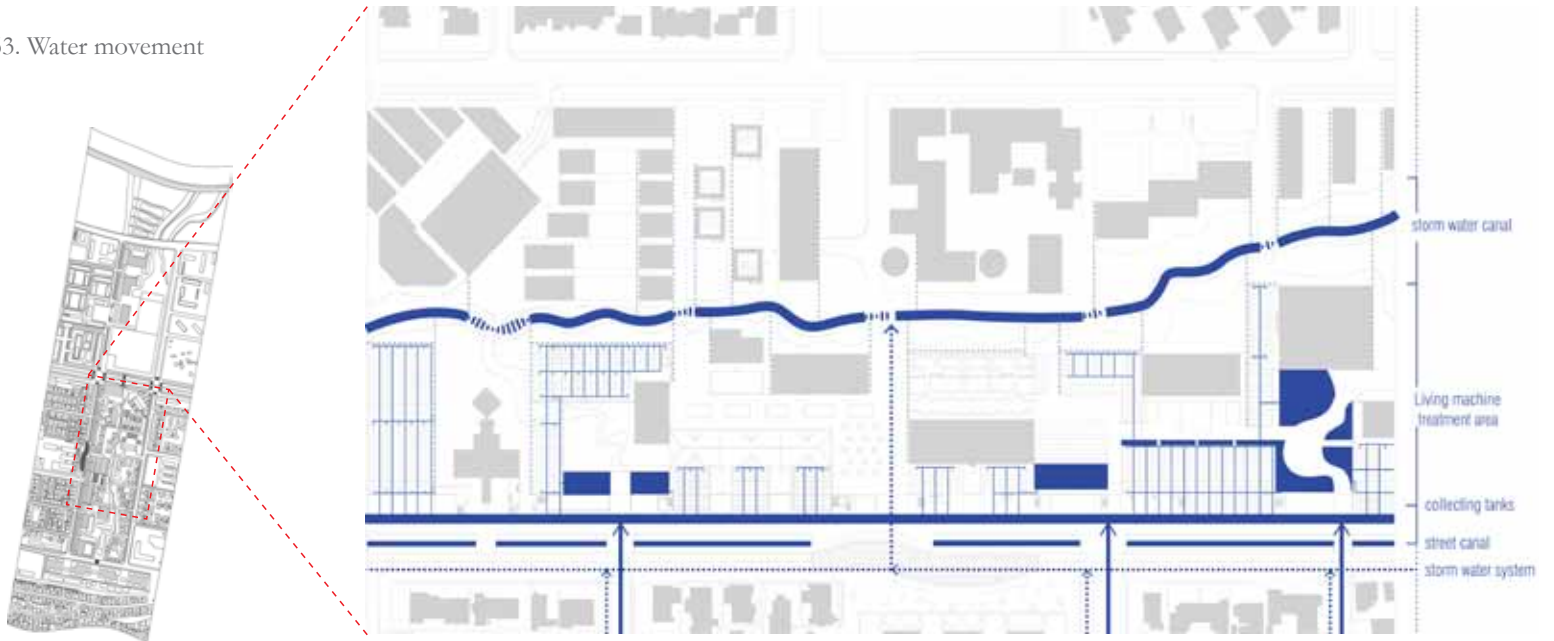 3. Water movement
storm water canal
Living machine
treatment area
collecting tanks
street canal
storm water system